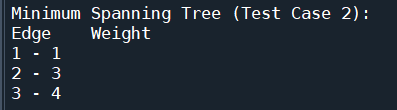 Minimum Spanning Tree (Test Case 2):
Edge    Weight
1 - 1
2 - 3
3 - 4